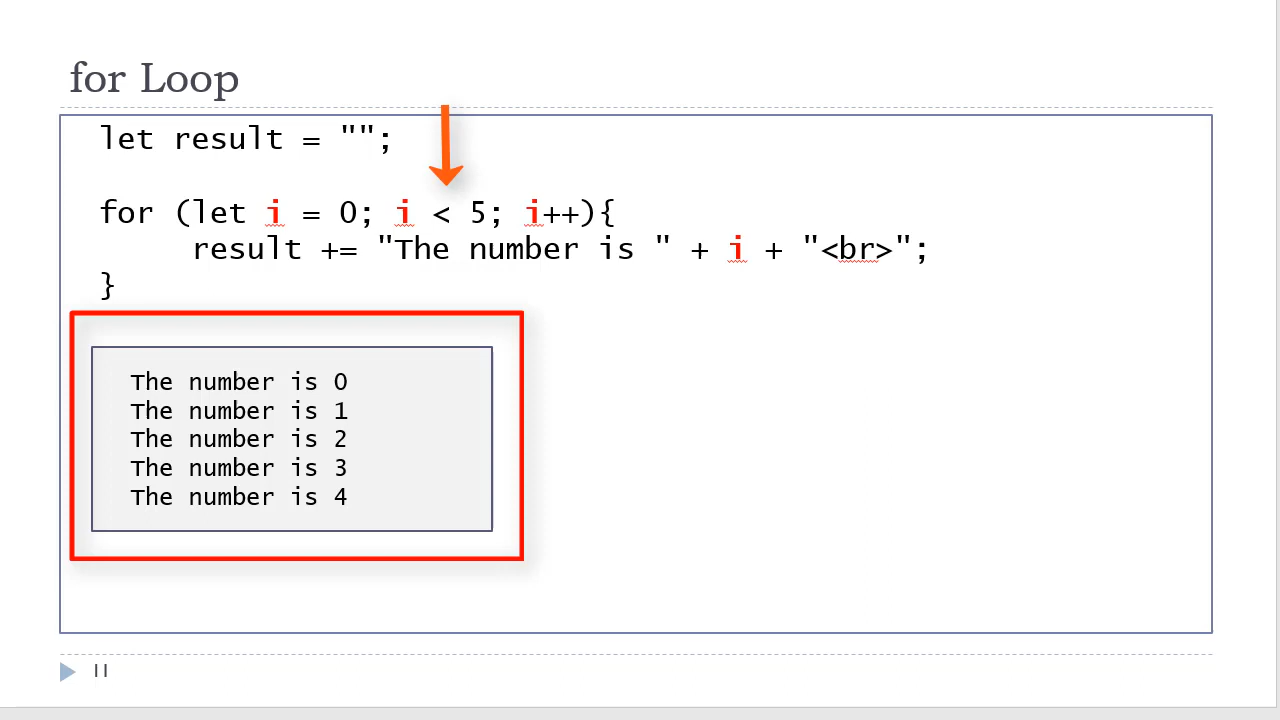 for Loop
let result = "";
for (let i = 0; i < 5; i++){
result += "The number is " + i + "<br>";
}
The number is 0
The number is 1
The number is 2
The number is 3
The number is 4
11